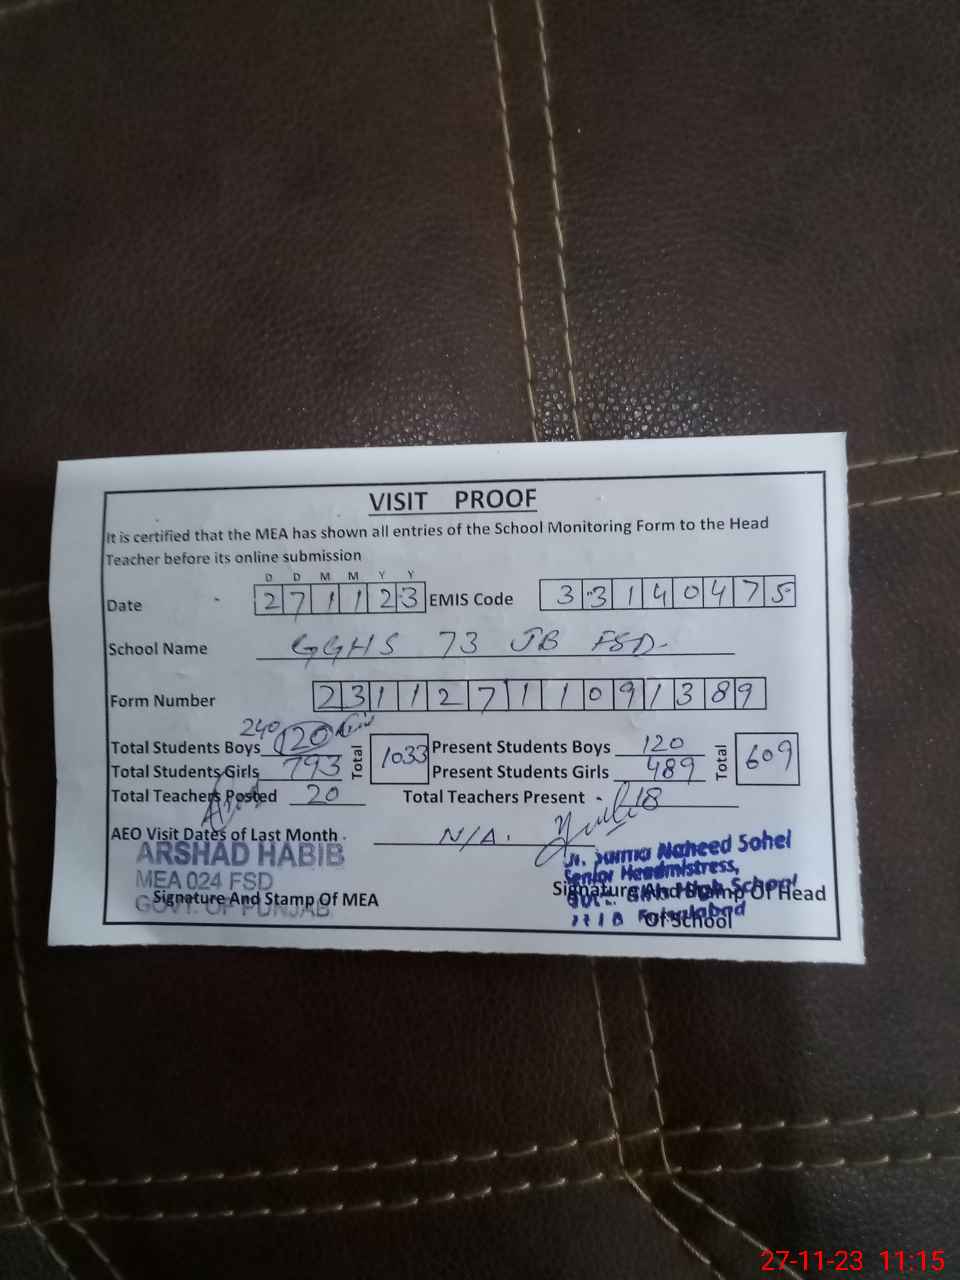 VISIT PROOF
It is certified that the MEA has shown all entries of the School Monitoring Form to the Head
Teacher before its online submission
D D M M Y Y
Date 2 7 1 1 2 3 EMIS Code 3 3 1 4 0 4 7 5
School Name GGHS 73 JB FSD.
Form Number 2 3 1 1 2 7 1 1 0 9 1 3 8 9
240
Total Students Boys 120 Total 1033 Present Students Boys 120 Total 609
Total Students Girls 793 Present Students Girls 489
Total Teachers Posted 20 Total Teachers Present 18
AEO Visit Dates of Last Month N/A.
ARSHAD HABIB
MEA 024 FSD
GOVT. OF PUNJAB
Signature And Stamp Of MEA
Naheed Sohel
Senior Headmistress,
Girls High School
Faisalabad
Signature And Stamp Of Head
Of School
27-11-23 11:15